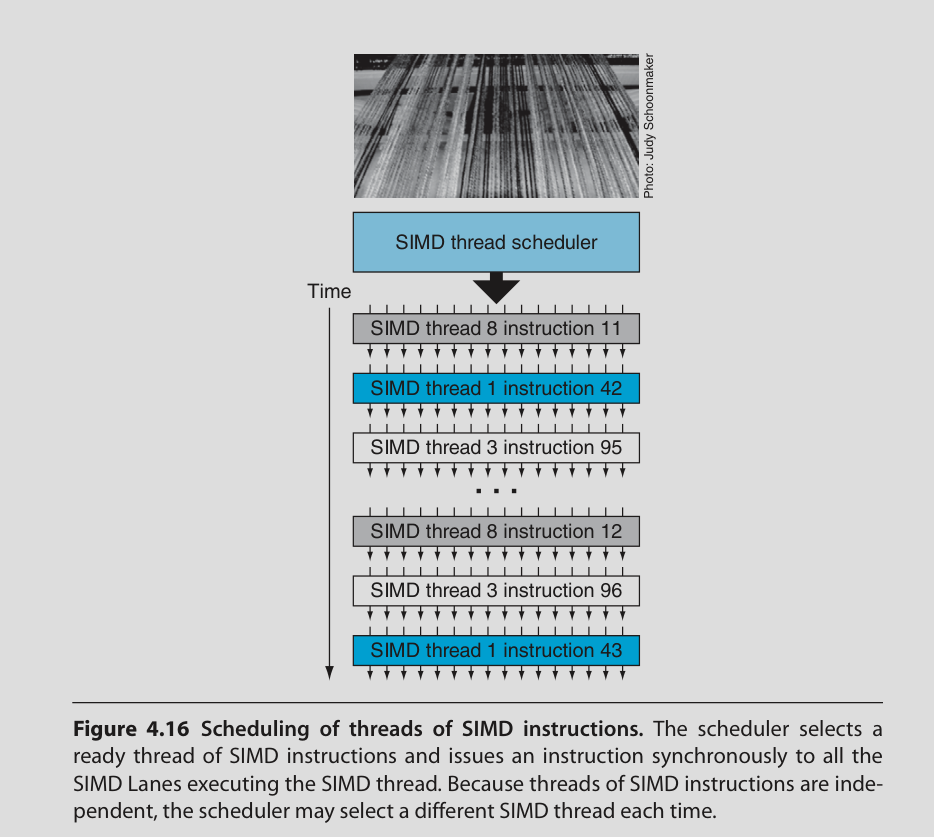 Photo: Judy Schoonmaker
SIMD thread scheduler
Time
SIMD thread 8 instruction 11
SIMD thread 1 instruction 42
SIMD thread 3 instruction 95
. . .
SIMD thread 8 instruction 12
SIMD thread 3 instruction 96
SIMD thread 1 instruction 43
Figure 4.16 Scheduling of threads of SIMD instructions. The scheduler selects a
ready thread of SIMD instructions and issues an instruction synchronously to all the
SIMD Lanes executing the SIMD thread. Because threads of SIMD instructions are inde-
pendent, the scheduler may select a different SIMD thread each time.